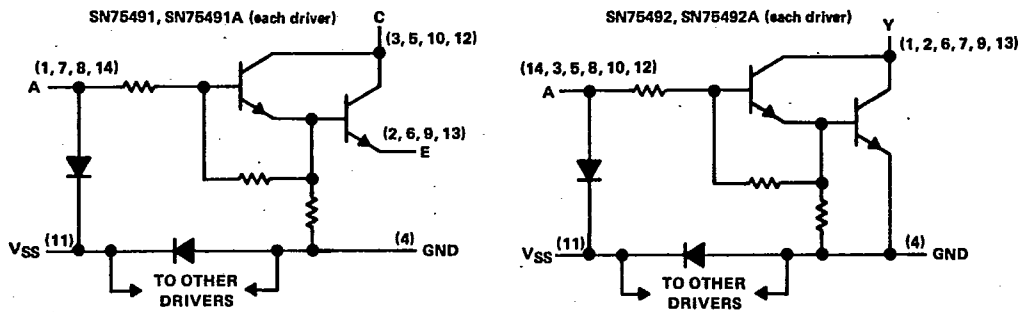 SN75491, SN75491A (each driver)
C
(3, 5, 10, 12)
(1, 7, 8, 14)
A
(2, 6, 9, 13)
E
VSS
(11)
(4)
GND
TO OTHER
DRIVERS
SN75492, SN75492A (each driver)
Y
(1, 2, 6, 7, 9, 13)
(14, 3, 5, 8, 10, 12)
A
VSS
(11)
(4)
GND
TO OTHER
DRIVERS